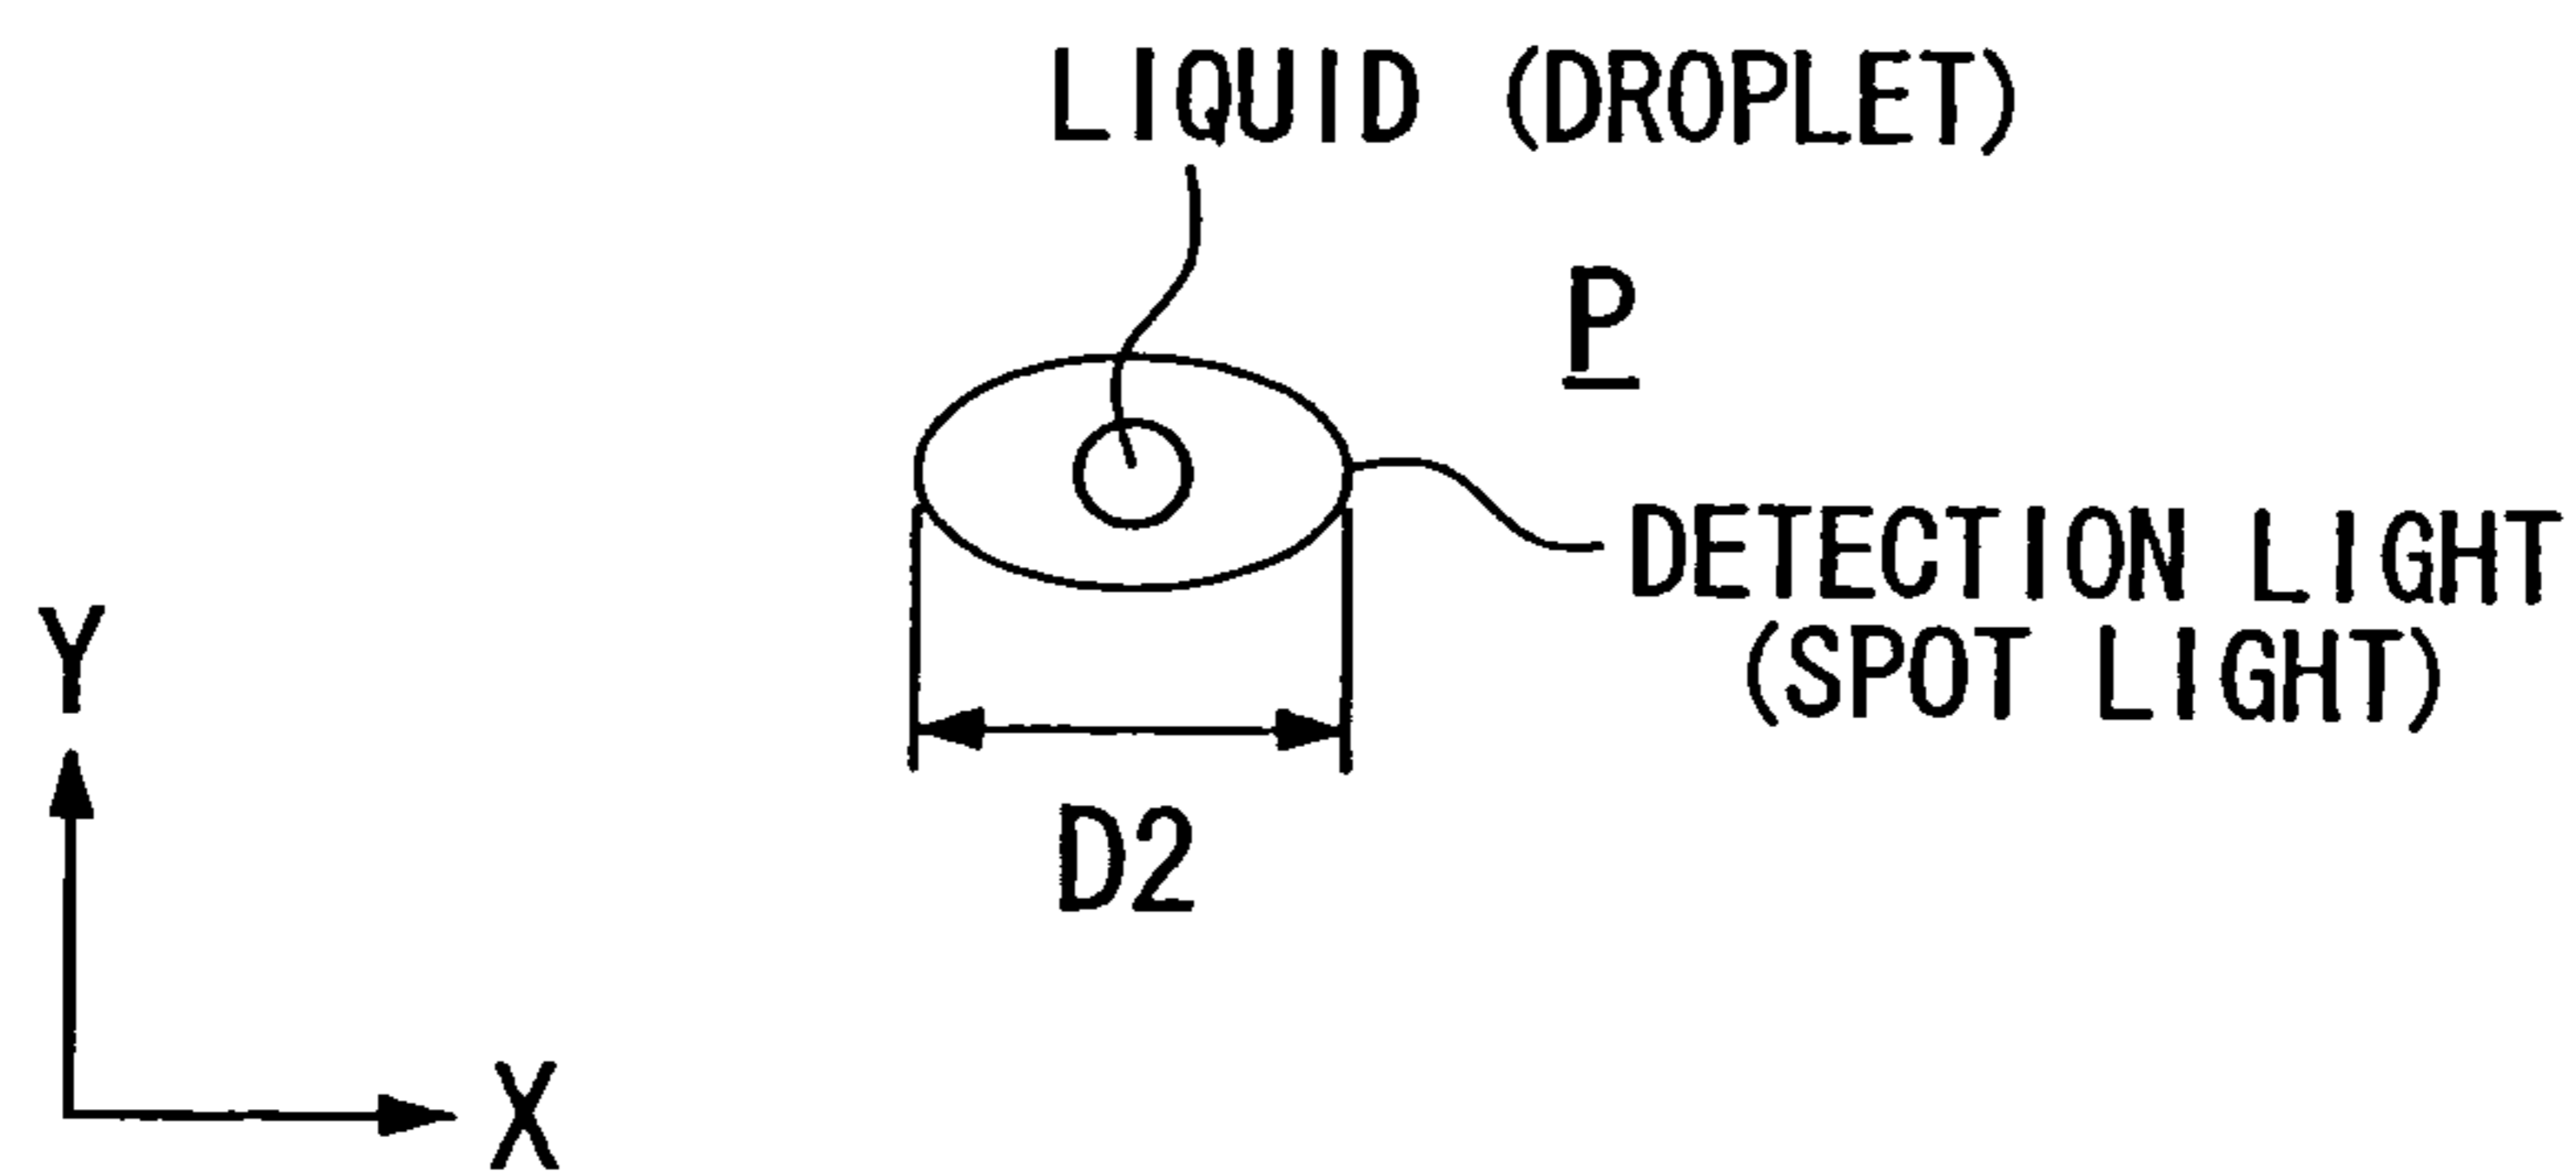 LIQUID (DROPLET)
P
DETECTION LIGHT
(SPOT LIGHT)
D2
Y
X